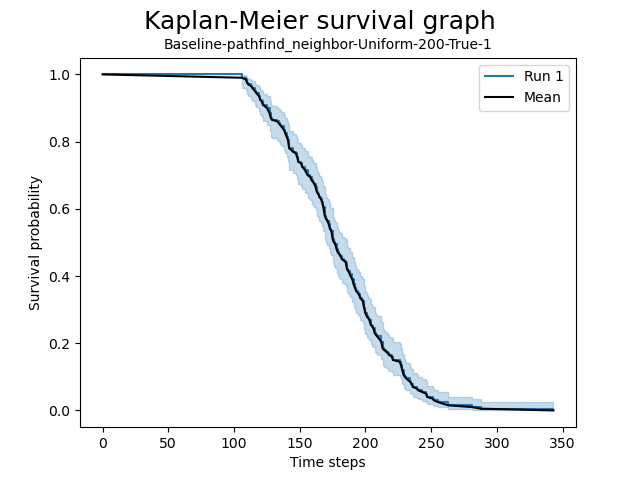 Kaplan-Meier survival graph
Baseline-pathfind_neighbor-Uniform-200-True-1
Run 1
Mean
Survival probability
1.0
0.8
0.6
0.4
0.2
0.0
0 50 100 150 200 250 300 350
Time steps